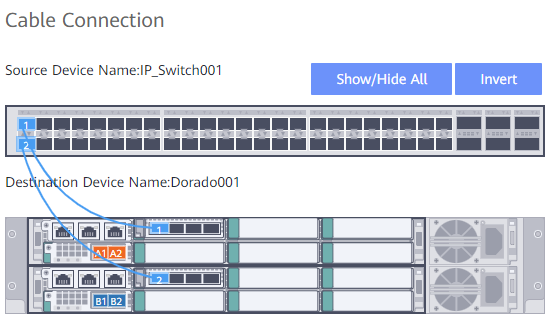 Cable Connection
Source Device Name:IP_Switch001
Show/Hide All
Invert
1
2
Destination Device Name:Dorado001
1
A1 A2
2
B1 B2